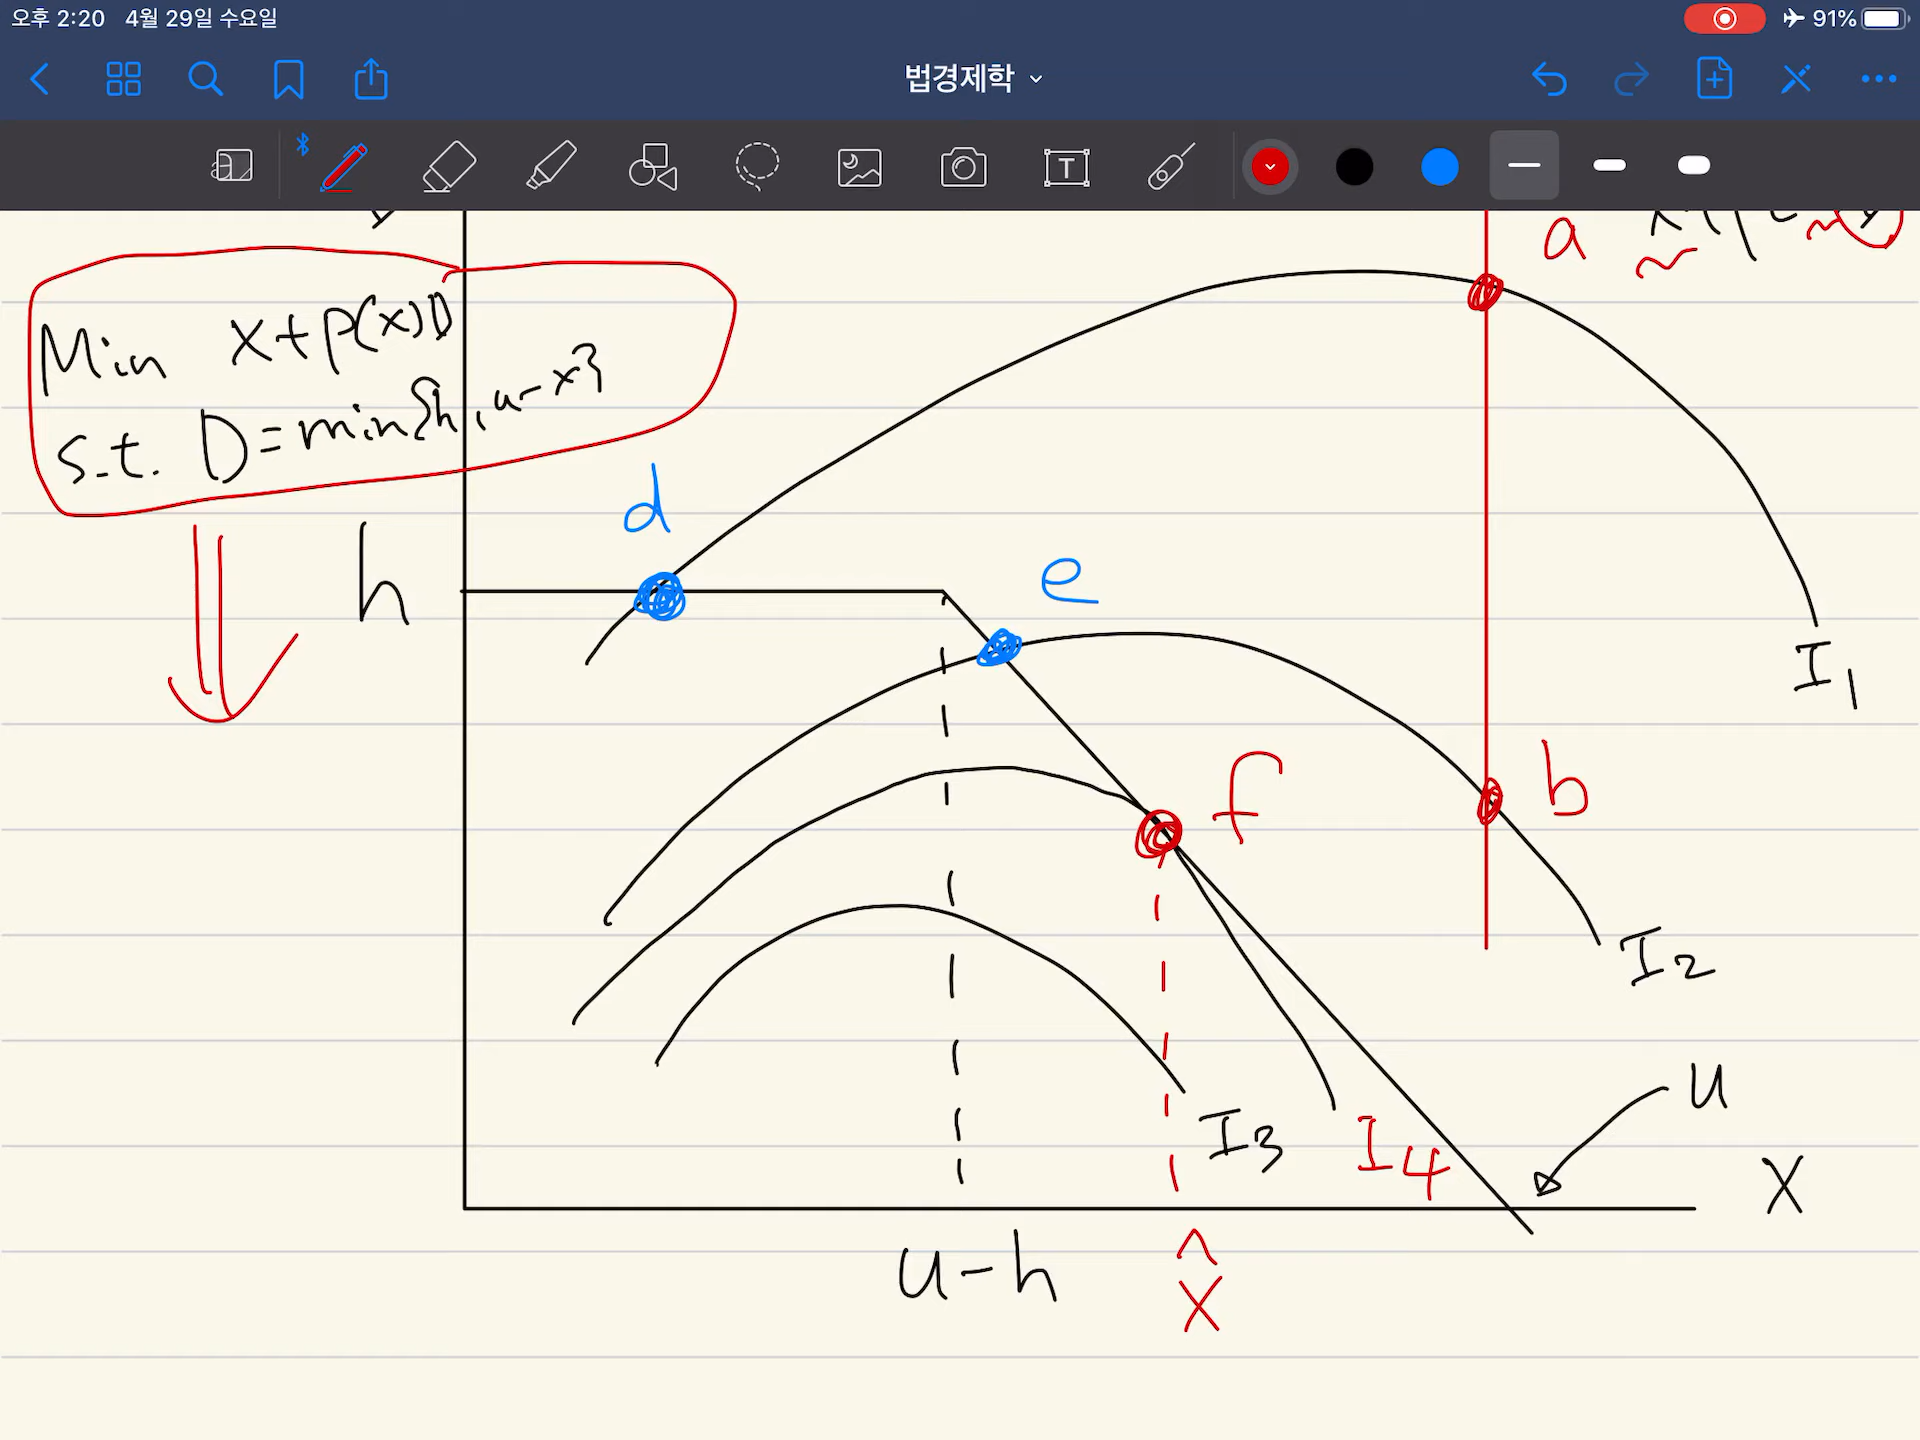 오후 2:20 4월 29일 수요일 91%
법경제학
T
a
Min x+p(x)D
s.t. D=min{h, u-x}
d
h
e
I1
f
b
I2
u
I3
I4
X
u-h
^
x